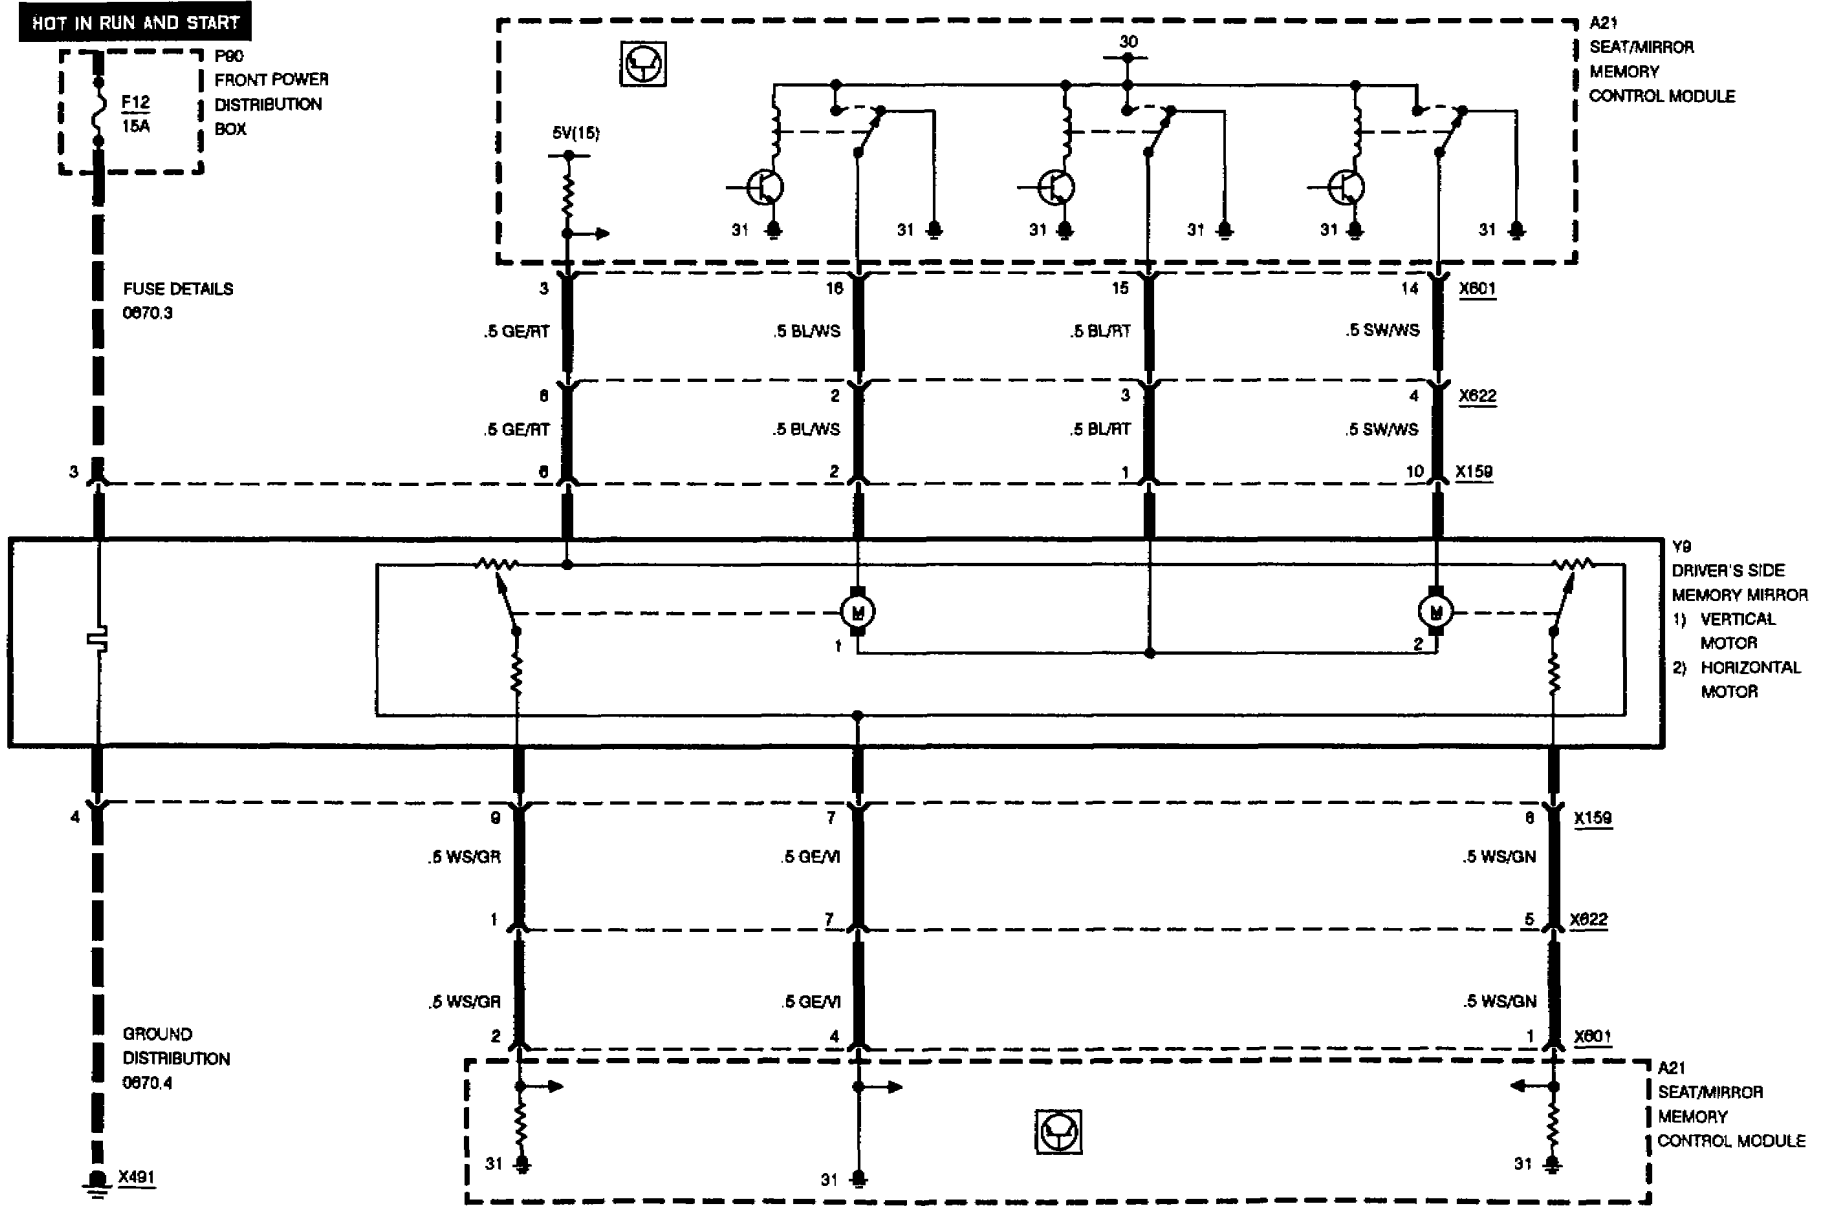 HOT IN RUN AND START
P90
FRONT POWER
DISTRIBUTION
BOX
F12
15A
A21
SEAT/MIRROR
MEMORY
CONTROL MODULE
30
5V(15)
31 31 31 31 31 31
FUSE DETAILS
0670.3
3 16 15 14 X601
.5 GE/RT .5 BL/WS .5 BL/RT .5 SW/WS
6 2 3 4 X622
.5 GE/RT .5 BL/WS .5 BL/RT .5 SW/WS
3 6 2 1 10 X159
Y9
DRIVER'S SIDE
MEMORY MIRROR
1) VERTICAL
MOTOR
2) HORIZONTAL
MOTOR
M M
1 2
4 9 7 6 X159
.5 WS/GR .5 GE/VI .5 WS/GN
1 7 5 X622
.5 WS/GR .5 GE/VI .5 WS/GN
2 4 1 X601
GROUND
DISTRIBUTION
0670.4
A21
SEAT/MIRROR
MEMORY
CONTROL MODULE
31 31 31
X491